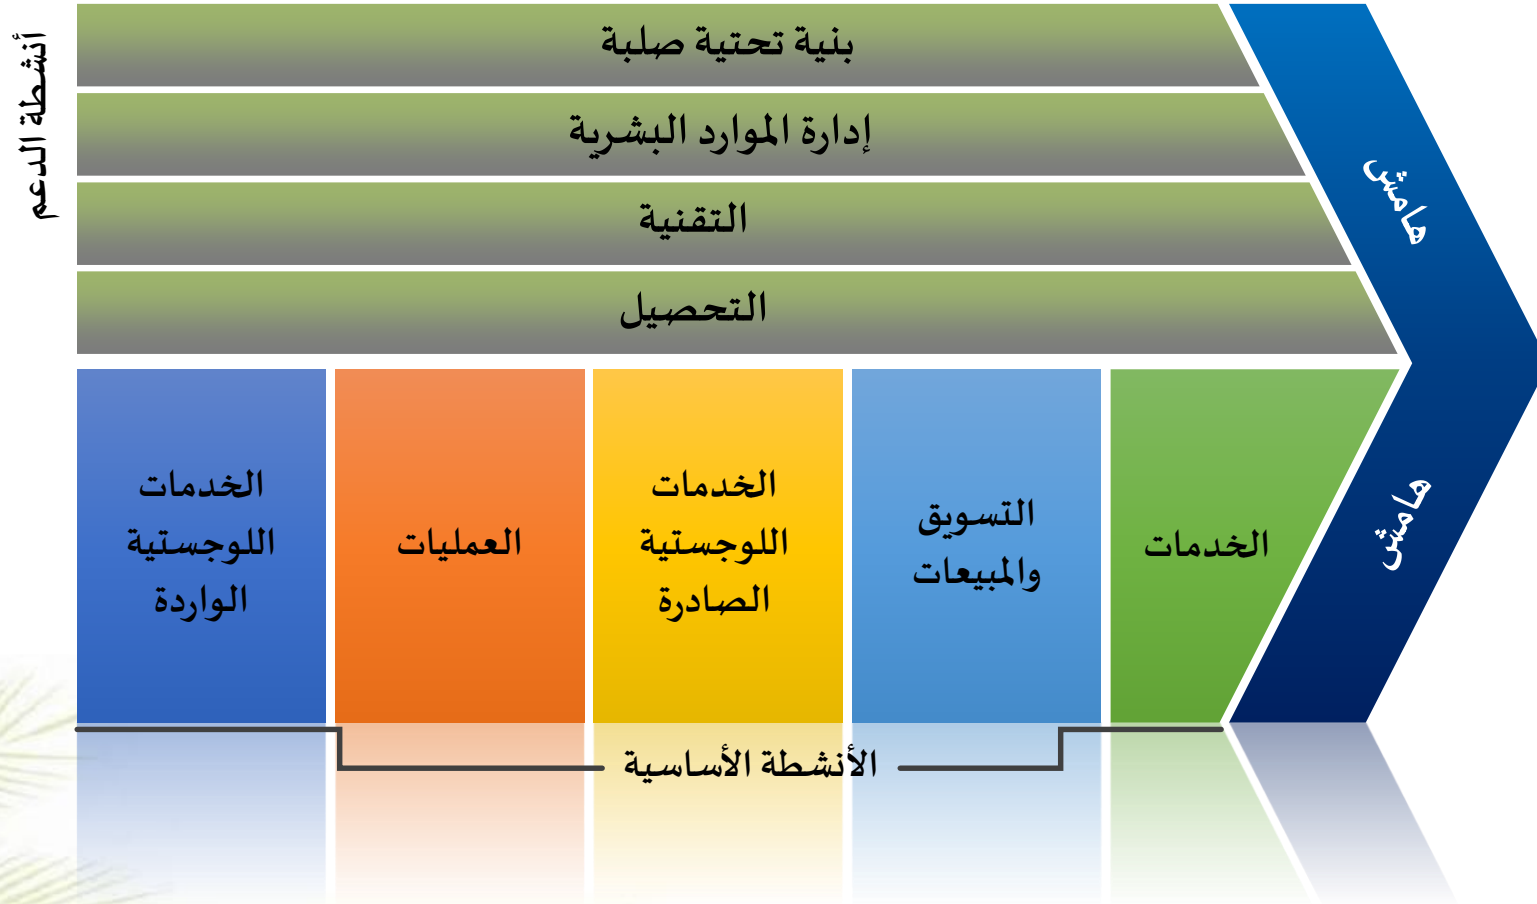 أنشطة الدعم
بنية تحتية صلبة
إدارة الموارد البشرية
التقنية
التحصيل
هامش
هامش
الخدمات
اللوجستية
الواردة
العمليات
الخدمات
اللوجستية
الصادرة
التسويق
والمبيعات
الخدمات
الأنشطة الأساسية